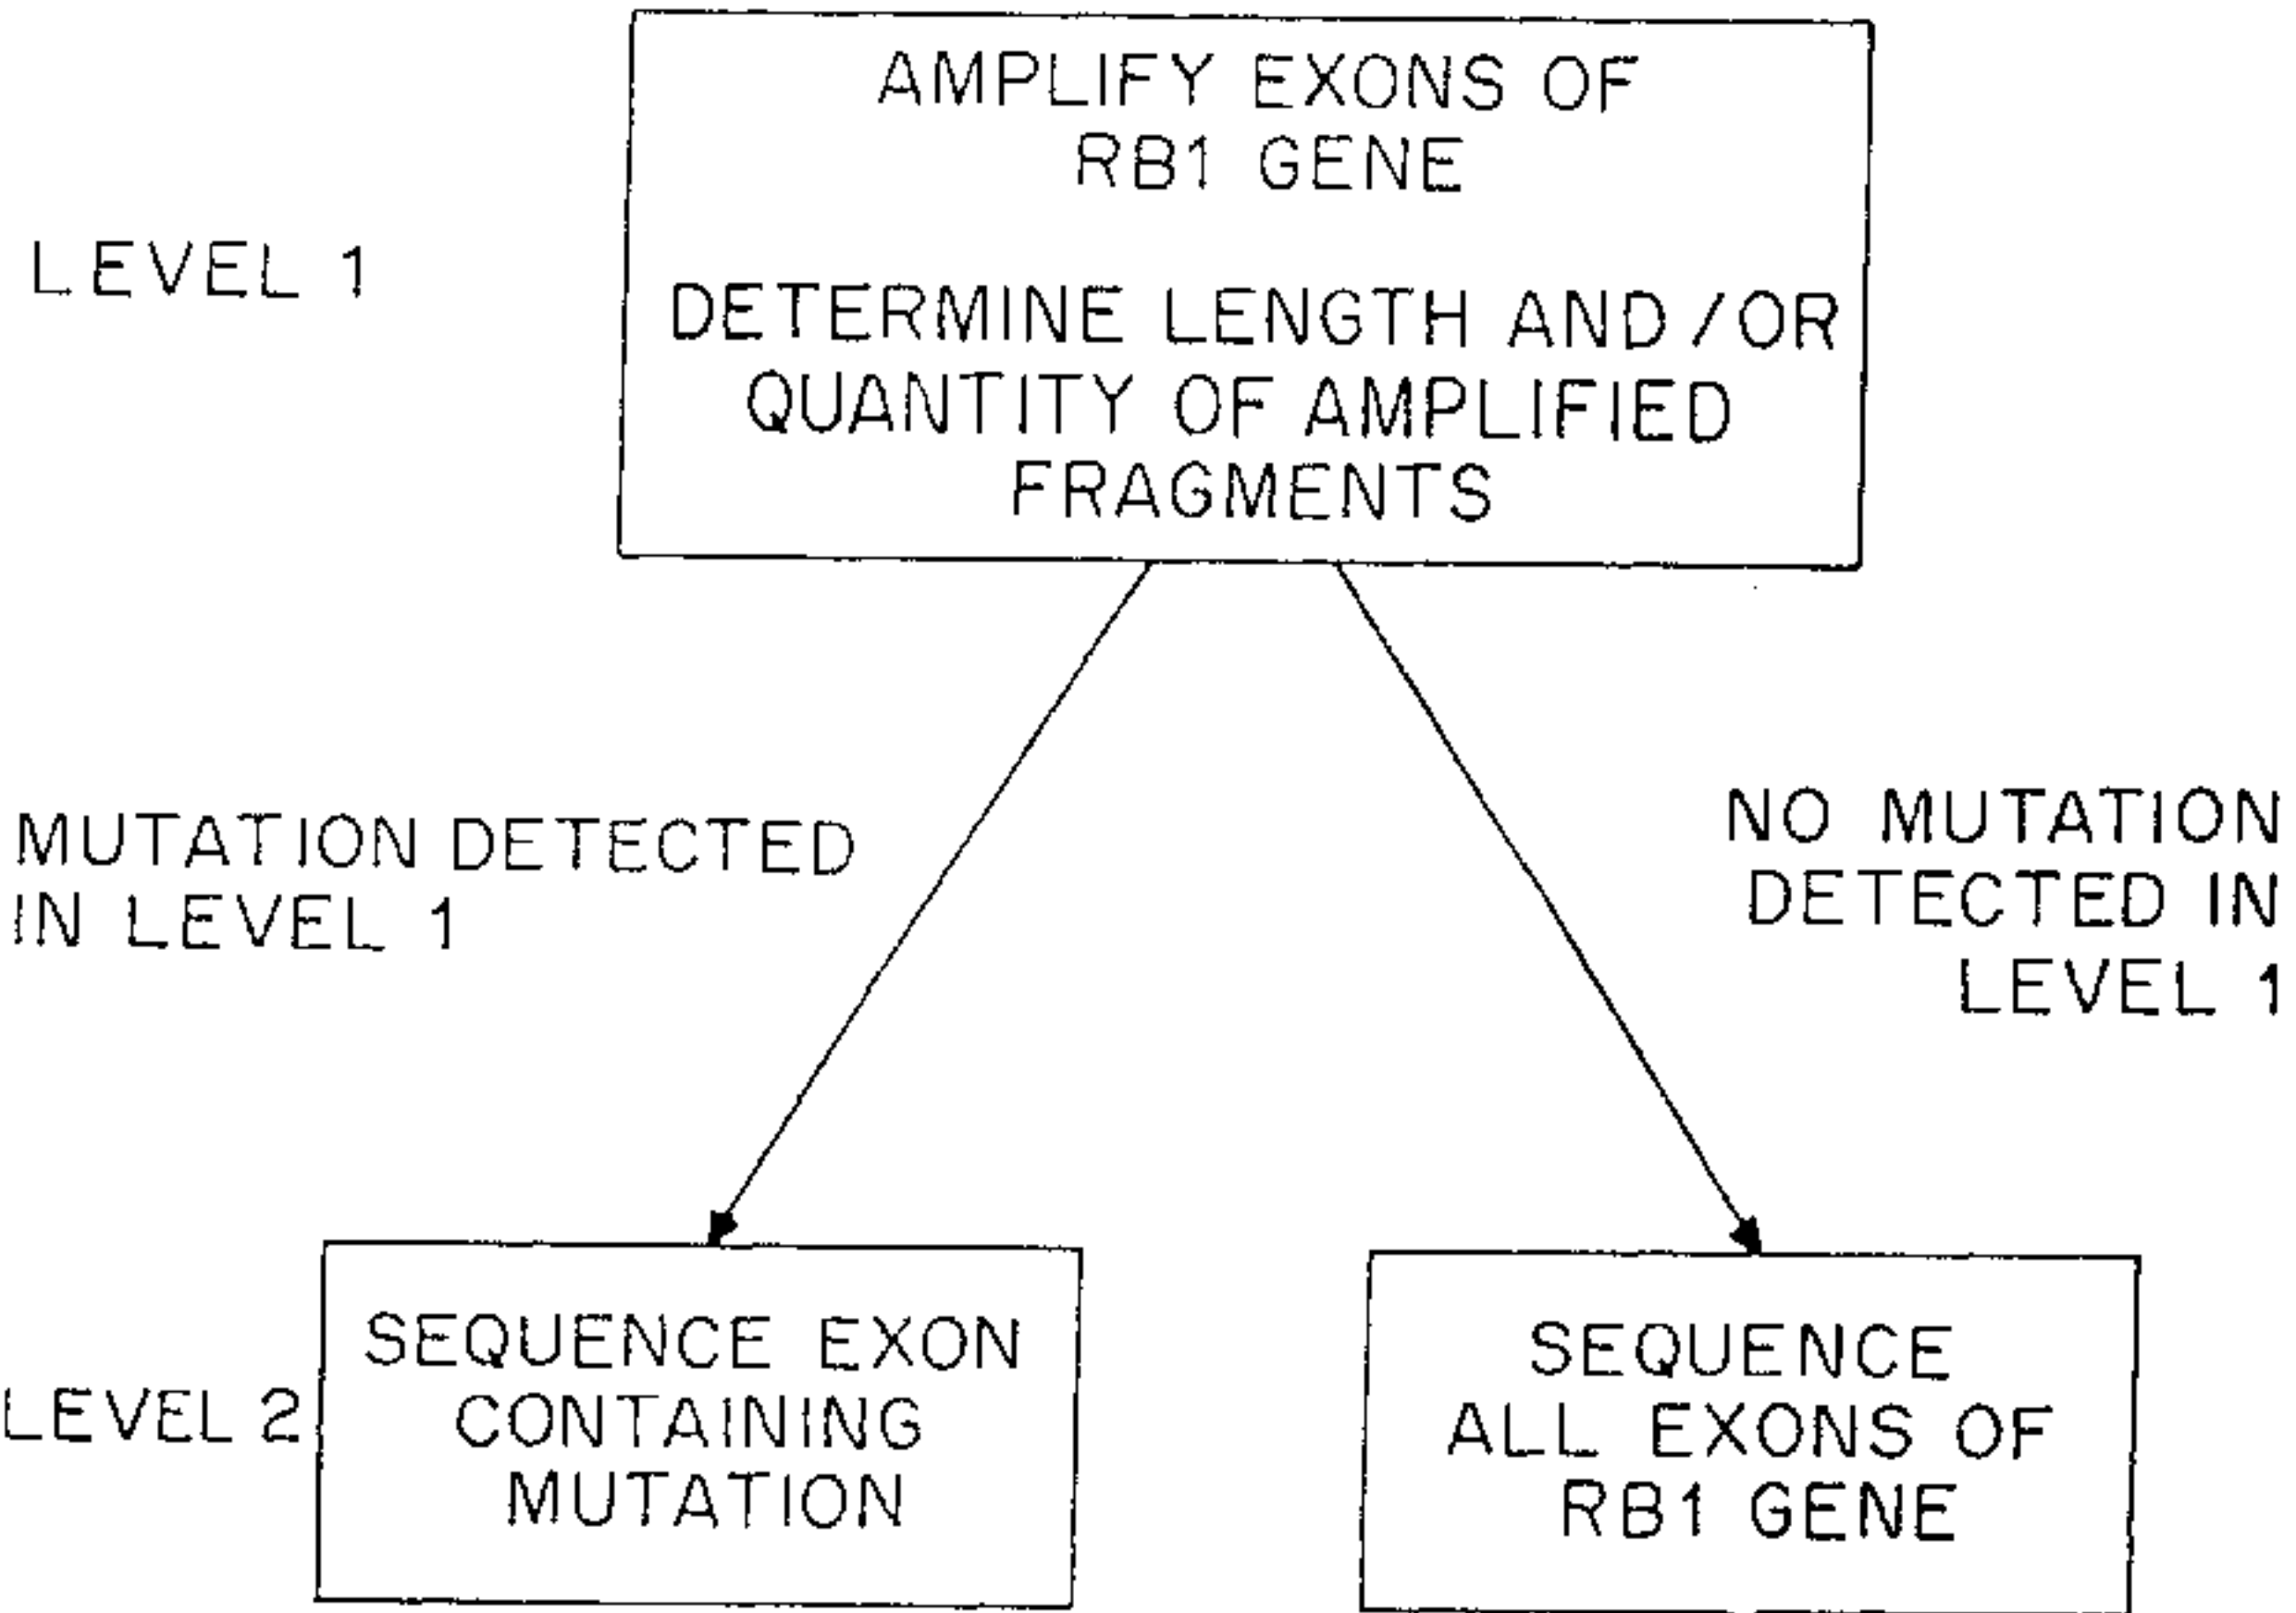 AMPLIFY EXONS OF
RB1 GENE
LEVEL 1
DETERMINE LENGTH AND/OR
QUANTITY OF AMPLIFIED
FRAGMENTS
MUTATION DETECTED
IN LEVEL 1
NO MUTATION
DETECTED IN
LEVEL 1
LEVEL 2
SEQUENCE EXON
CONTAINING
MUTATION
SEQUENCE
ALL EXONS OF
RB1 GENE